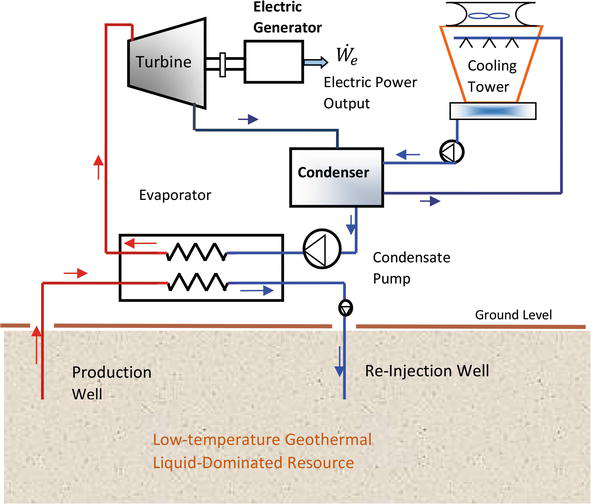 Electric
Generator
Turbine
Ẇe
Electric Power
Output
Cooling
Tower
Condenser
Evaporator
Condensate
Pump
Ground Level
Production
Well
Re-Injection Well
Low-temperature Geothermal
Liquid-Dominated Resource